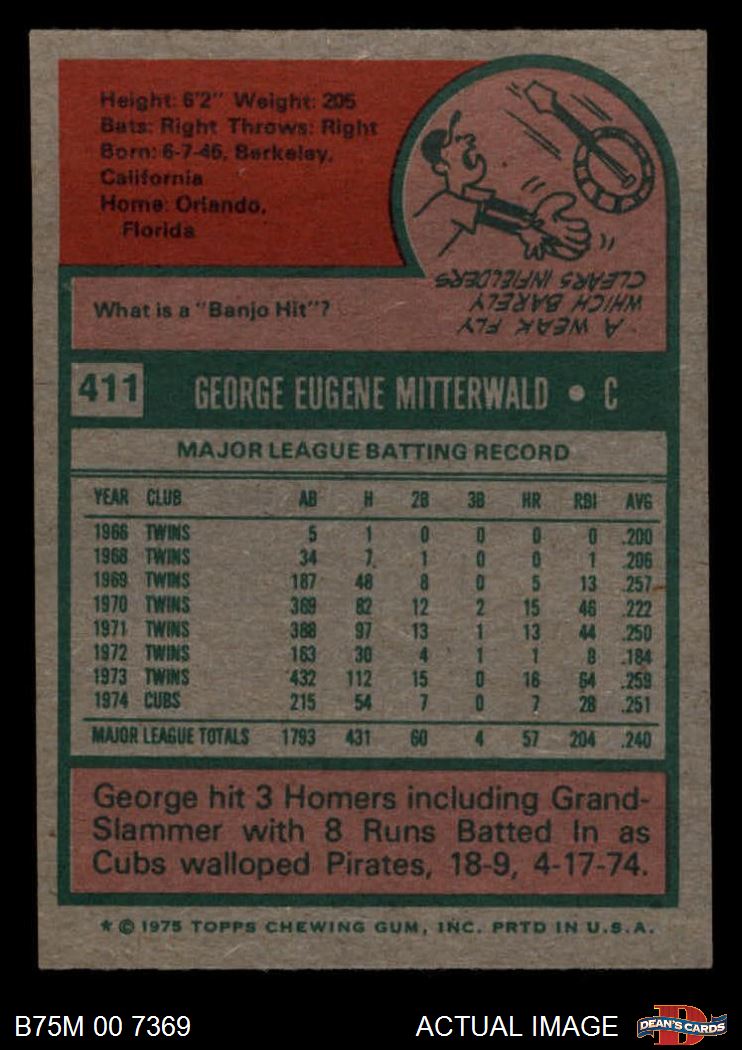 Height: 6'2" Weight: 205
Bats: Right Throws: Right
Born: 6-7-45, Berkeley,
California
Home: Orlando,
Florida
What is a "Banjo Hit"?
A WEAK FLY
WHICH BARELY
CLEARS INFIELDERS
411 GEORGE EUGENE MITTERWALD • C
MAJOR LEAGUE BATTING RECORD
YEAR CLUB AB H 2B 3B HR RBI AVG
1966 TWINS 5 1 0 0 0 0 .200
1968 TWINS 34 7 1 0 0 1 .206
1969 TWINS 187 48 8 0 5 13 .257
1970 TWINS 369 82 12 2 15 46 .222
1971 TWINS 388 97 13 1 13 44 .250
1972 TWINS 163 30 4 1 1 8 .184
1973 TWINS 432 112 15 0 16 64 .259
1974 CUBS 215 54 7 0 7 28 .251
MAJOR LEAGUE TOTALS 1793 431 60 4 57 204 .240
George hit 3 Homers including Grand-
Slammer with 8 Runs Batted In as
Cubs walloped Pirates, 18-9, 4-17-74.
* © 1975 TOPPS CHEWING GUM, INC. PRTD IN U.S.A.
B75M 00 7369 ACTUAL IMAGE D DEAN'S CARDS